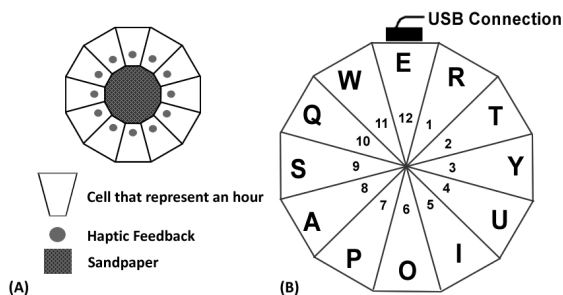 Cell that represent an hour
Haptic Feedback
Sandpaper
(A)
USB Connection
E
R
T
Y
U
I
O
P
A
S
Q
W
12
1
2
3
4
5
6
7
8
9
10
11
(B)